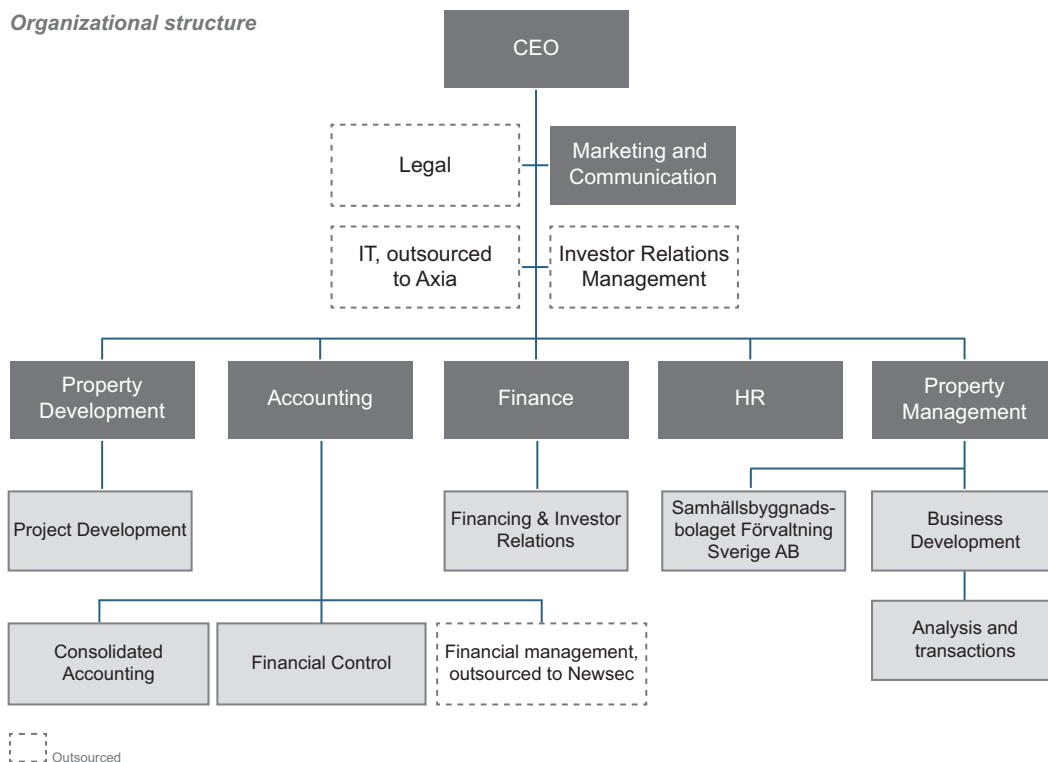 Organizational structure
CEO
Legal
Marketing and
Communication
IT, outsourced
to Axia
Investor Relations
Management
Property
Development
Accounting
Finance
HR
Property
Management
Project Development
Financing & Investor
Relations
Samhällsbyggnads-
bolaget Förvaltning
Sverige AB
Business
Development
Consolidated
Accounting
Financial Control
Financial management,
outsourced to Newsec
Analysis and
transactions
Outsourced